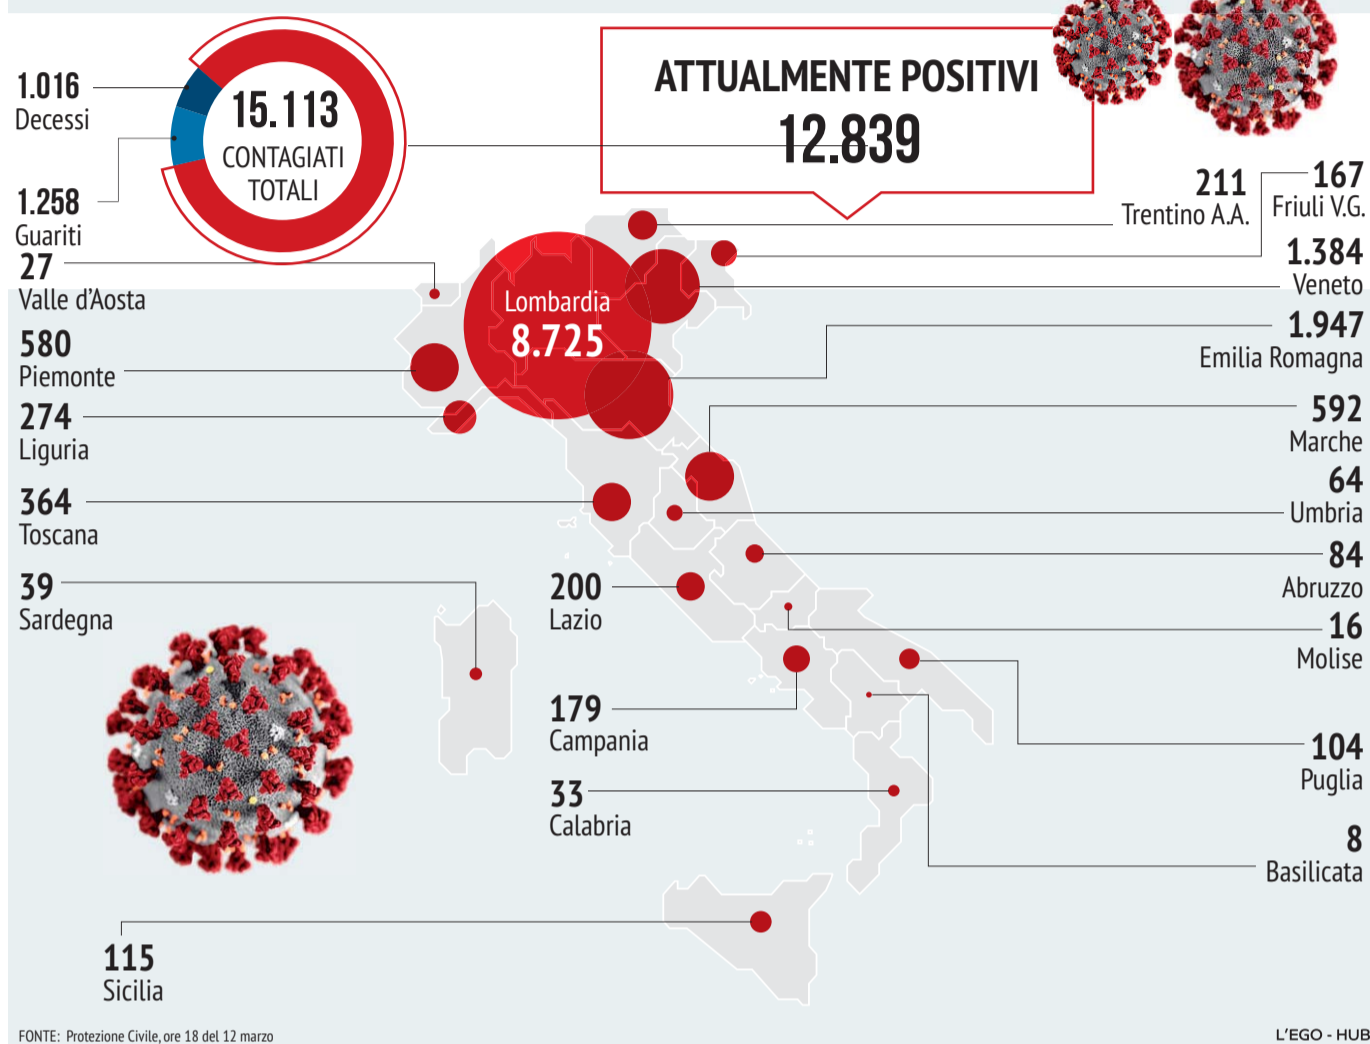 1.016
Decessi
1.258
Guariti
15.113
CONTAGIATI
TOTALI
ATTUALMENTE POSITIVI
12.839
27
Valle d'Aosta
580
Piemonte
274
Liguria
364
Toscana
39
Sardegna
Lombardia
8.725
211
Trentino A.A.
167
Friuli V.G.
1.384
Veneto
1.947
Emilia Romagna
592
Marche
64
Umbria
84
Abruzzo
16
Molise
200
Lazio
179
Campania
33
Calabria
104
Puglia
8
Basilicata
115
Sicilia
FONTE: Protezione Civile, ore 18 del 12 marzo
L'EGO - HUB